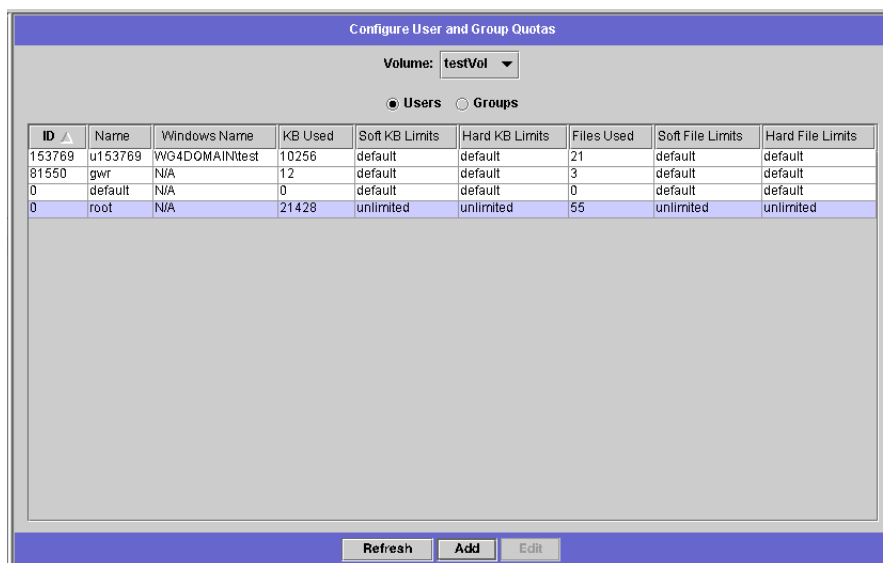 Configure User and Group Quotas
Volume: testVol
Users Groups
ID Name Windows Name KB Used Soft KB Limits Hard KB Limits Files Used Soft File Limits Hard File Limits
153769 u153769 WG4DOMAIN\test 10256 default default 21 default default
81550 gwr N/A 12 default default 3 default default
0 default N/A 0 default default 0 default default
0 root N/A 21428 unlimited unlimited 55 unlimited unlimited
Refresh Add Edit